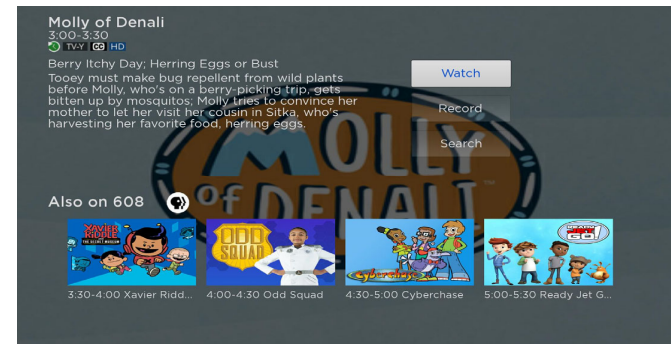 Molly of Denali
3:00-3:30
TV-Y CC HD
Berry Itchy Day; Herring Eggs or Bust
Tooey must make bug repellent from wild plants
before Molly, who's on a berry-picking trip, gets
bitten up by mosquitos; Molly tries to convince her
mother to let her visit her cousin in Sitka, who's
harvesting her favorite food, herring eggs.
Watch
Record
Search
MOLLY
of DENALI
Also on 608
XAVIER
RIDDLE
THE SECRET MUSEUM
ODD
SQUAD
cyberchase
READY
JET
GO!
3:30-4:00 Xavier Ridd...
4:00-4:30 Odd Squad
4:30-5:00 Cyberchase
5:00-5:30 Ready Jet G...